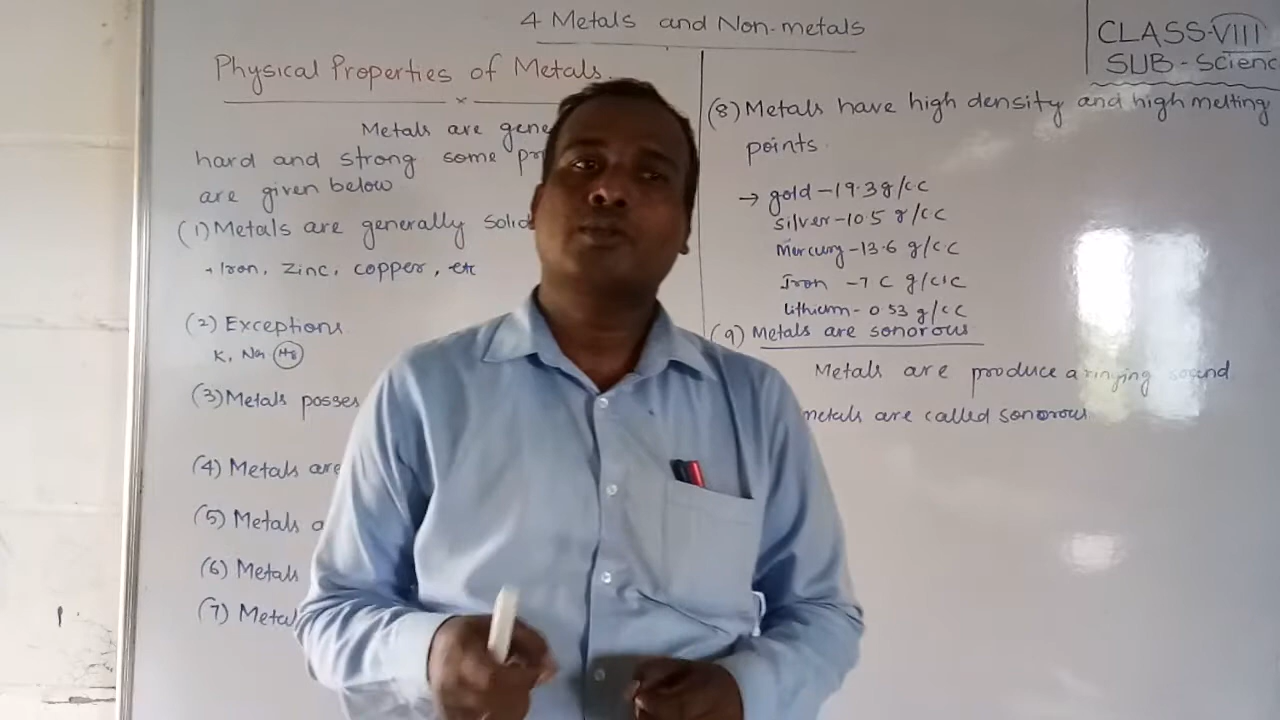 4 Metals and Non-metals
CLASS-VIII
SUB - Scienc
Physical Properties of Metals.
Metals are gene
hard and strong some pr
are given below
(1) Metals are generally solid
Iron, Zinc, copper, etc
(2) Exceptions
K, Na, Hg
(3) Metals posses
(4) Metals are
(5) Metals a
(6) Metals
(7) Metal
(8) Metals have high density and high melting
points.
→ gold - 19.3 g/cc
silver - 10.5 g/cc
Mercury - 13.6 g/c.c
Iron - 7 g/c.c
Lithium - 0.53 g/cc
(9) Metals are sonorous
Metals are produce a ringing sound
metals are called sonorous